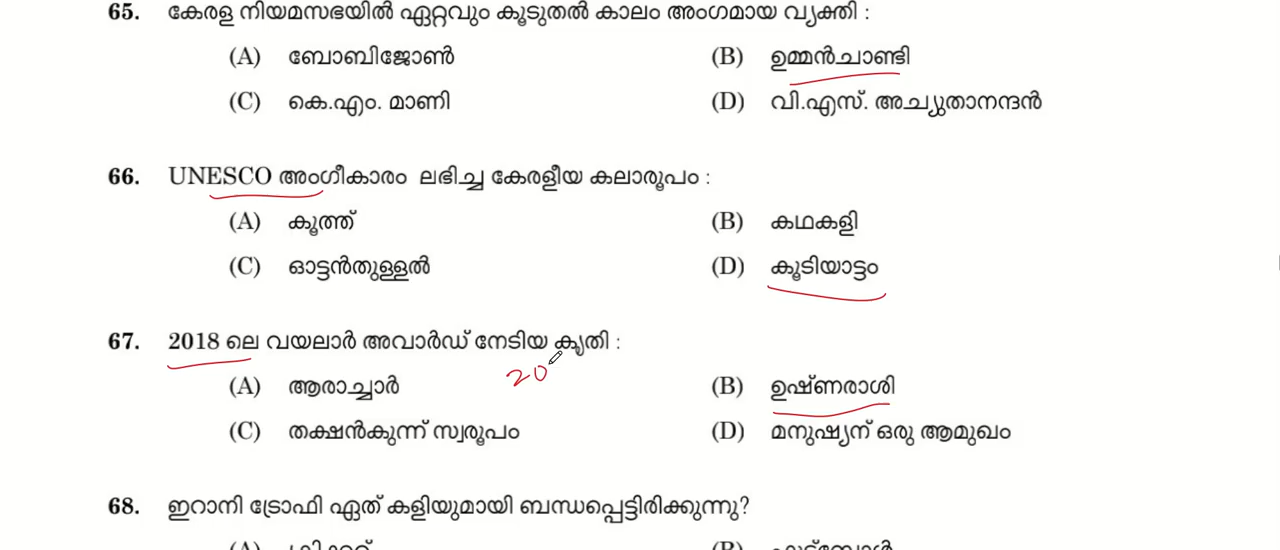 65. കേരള നിയമസഭയിൽ ഏറ്റവും കൂടുതൽ കാലം അംഗമായ വ്യക്തി :
(A) ബോബിജോൺ (B) ഉമ്മൻചാണ്ടി
(C) കെ.എം. മാണി (D) വി.എസ്. അച്യുതാനന്ദൻ
66. UNESCO അംഗീകാരം ലഭിച്ച കേരളീയ കലാരൂപം :
(A) കൂത്ത് (B) കഥകളി
(C) ഓട്ടൻതുള്ളൽ (D) കൂടിയാട്ടം
67. 2018 ലെ വയലാർ അവാർഡ് നേടിയ കൃതി :
20
(A) ആരാച്ചാർ (B) ഉഷ്ണരാശി
(C) തക്ഷൻകുന്ന് സ്വരൂപം (D) മനുഷ്യന് ഒരു ആമുഖം
68. ഇറാനി ട്രോഫി ഏത് കളിയുമായി ബന്ധപ്പെട്ടിരിക്കുന്നു?
(A) (B)